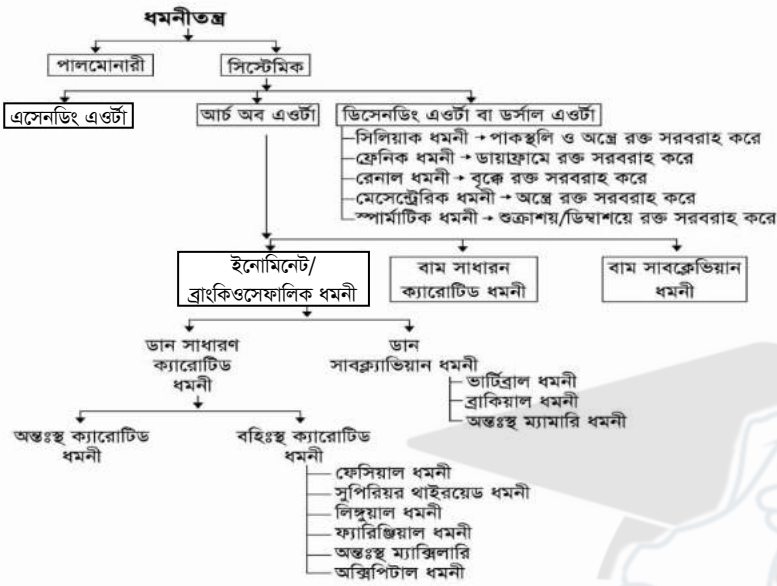 ধমনীতন্ত্র
পালমোনারী
সিস্টেমিক
এসেনডিং এওর্টা
আর্চ অব এওর্টা
ডিসেনডিং এওর্টা বা ডর্সাল এওর্টা
সিলিয়াক ধমনী → পাকস্থলি ও অন্ত্রে রক্ত সরবরাহ করে
ফ্রেনিক ধমনী → ডায়াফ্রামে রক্ত সরবরাহ করে
রেনাল ধমনী → বৃক্কে রক্ত সরবরাহ করে
মেসেন্ট্রেরিক ধমনী → অন্ত্রে রক্ত সরবরাহ করে
স্পার্মাটিক ধমনী → শুক্রাশয়/ডিম্বাশয়ে রক্ত সরবরাহ করে
ইনোমিনেট/
ব্রাংকিওসেফালিক ধমনী
বাম সাধারন
ক্যারোটিড ধমনী
বাম সাবক্লেভিয়ান
ধমনী
ডান সাধারণ
ক্যারোটিড
ধমনী
ডান
সাবক্ল্যাভিয়ান ধমনী
ভার্টিব্রাল ধমনী
ব্রাকিয়াল ধমনী
অন্তঃস্থ ম্যামারি ধমনী
অন্তঃস্থ ক্যারোটিড
ধমনী
বহিঃস্থ ক্যারোটিড
ধমনী
ফেসিয়াল ধমনী
সুপিরিয়র থাইরয়েড ধমনী
লিঙ্গুয়াল ধমনী
ফ্যারিঞ্জিয়াল ধমনী
অন্তঃস্থ ম্যাক্সিলারি
অক্সিপিটাল ধমনী